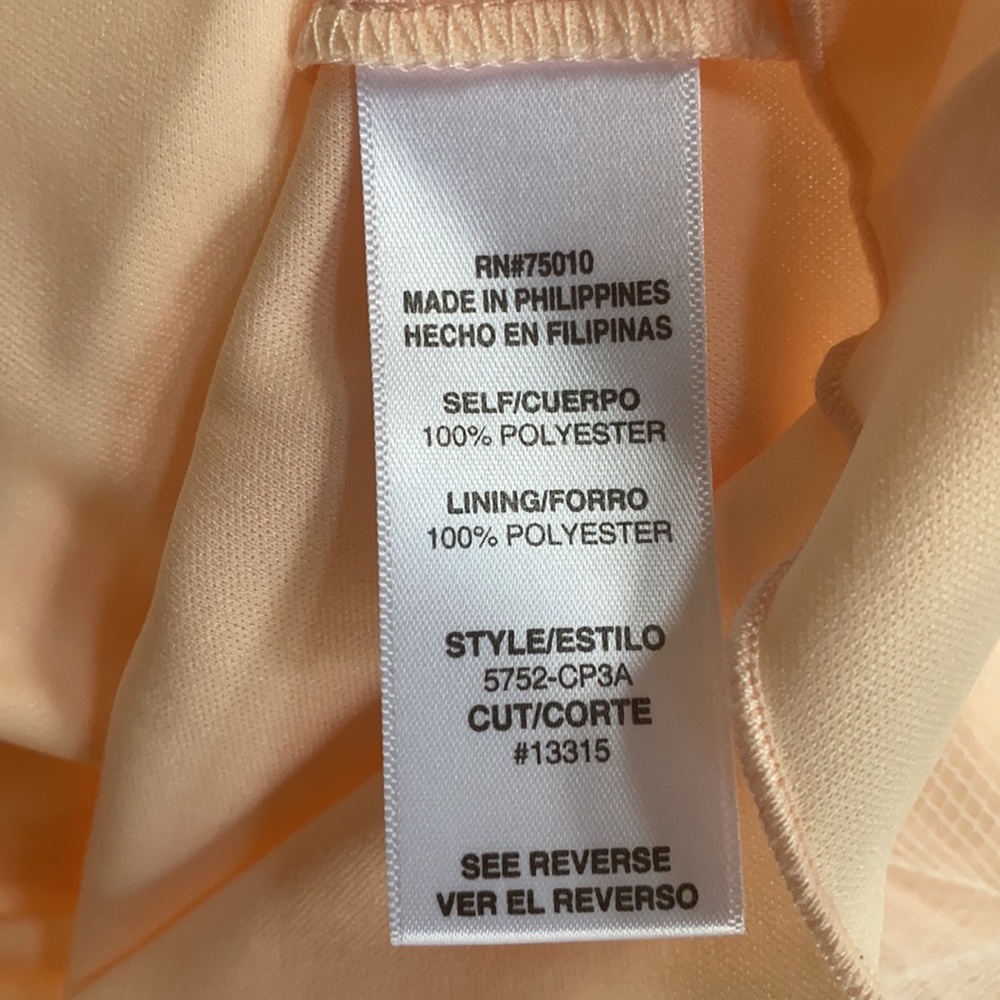 RN#75010
MADE IN PHILIPPINES
HECHO EN FILIPINAS
SELF/CUERPO
100% POLYESTER
LINING/FORRO
100% POLYESTER
STYLE/ESTILO
5752-CP3A
CUT/CORTE
#13315
SEE REVERSE
VER EL REVERSO